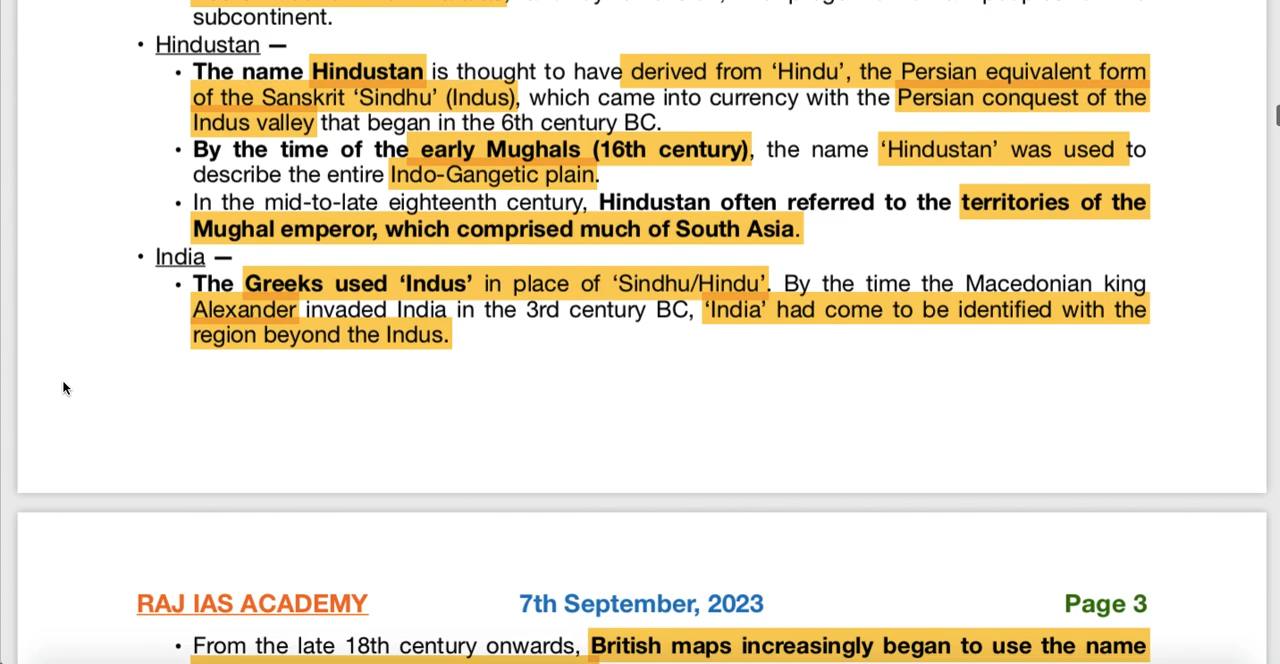 subcontinent.
• Hindustan —
• The name Hindustan is thought to have derived from ‘Hindu’, the Persian equivalent form
of the Sanskrit ‘Sindhu’ (Indus), which came into currency with the Persian conquest of the
Indus valley that began in the 6th century BC.
• By the time of the early Mughals (16th century), the name ‘Hindustan’ was used to
describe the entire Indo-Gangetic plain.
• In the mid-to-late eighteenth century, Hindustan often referred to the territories of the
Mughal emperor, which comprised much of South Asia.
• India —
• The Greeks used ‘Indus’ in place of ‘Sindhu/Hindu’. By the time the Macedonian king
Alexander invaded India in the 3rd century BC, ‘India’ had come to be identified with the
region beyond the Indus.
RAJ IAS ACADEMY 7th September, 2023 Page 3
• From the late 18th century onwards, British maps increasingly began to use the name